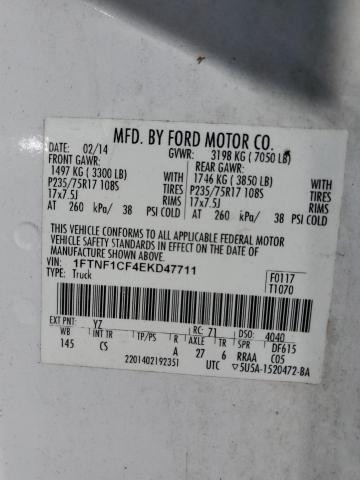 MFD. BY FORD MOTOR CO.
DATE: 02/14 GVWR: 3198 KG ( 7050 LB)
FRONT GAWR: REAR GAWR:
1497 KG ( 3300 LB) 1746 KG ( 3850 LB)
P235/75R17 108S TIRES P235/75R17 108S TIRES
17x7.5J RIMS 17x7.5J RIMS
AT 260 kPa/ 38 PSI COLD AT 260 kPa/ 38 PSI COLD
THIS VEHICLE CONFORMS TO ALL APPLICABLE FEDERAL MOTOR
VEHICLE SAFETY STANDARDS IN EFFECT ON THE DATE OF
MANUFACTURE SHOWN ABOVE.
VIN: 1FTNF1CF4EKD47711 F0117
TYPE: Truck T1070
EXT PNT: YZ RC: 71 DSO: 4040
WB BRK INT TR TP/PS R AXLE TR SPR DF615
145 CS A 27 6 RRAA C05
2201402192351 UTC ▽5U5A-1520472-BA